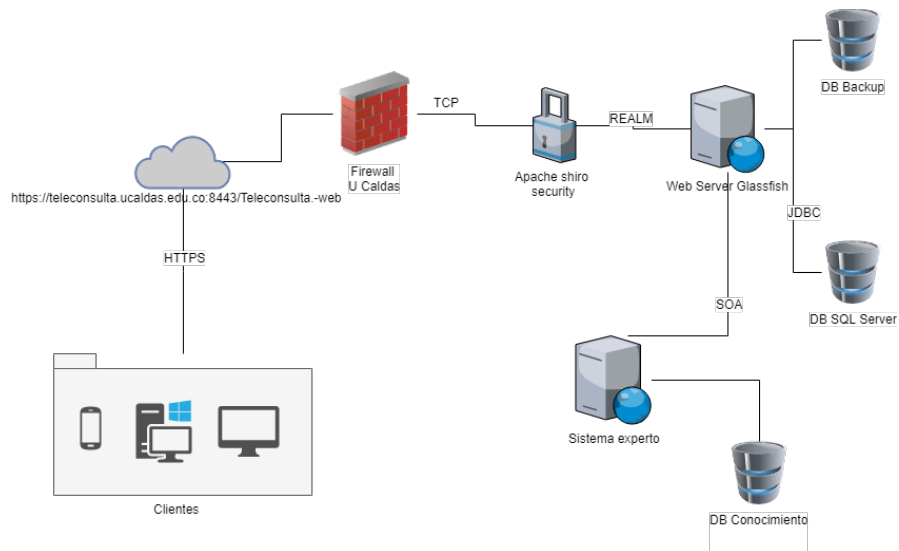 DB Backup
TCP
REALM
Firewall
U Caldas
Apache shiro
security
Web Server Glassfish
https://teleconsulta.ucaldas.edu.co:8443/Teleconsulta.-web
JDBC
HTTPS
SOA
DB SQL Server
Sistema experto
Clientes
DB Conocimiento